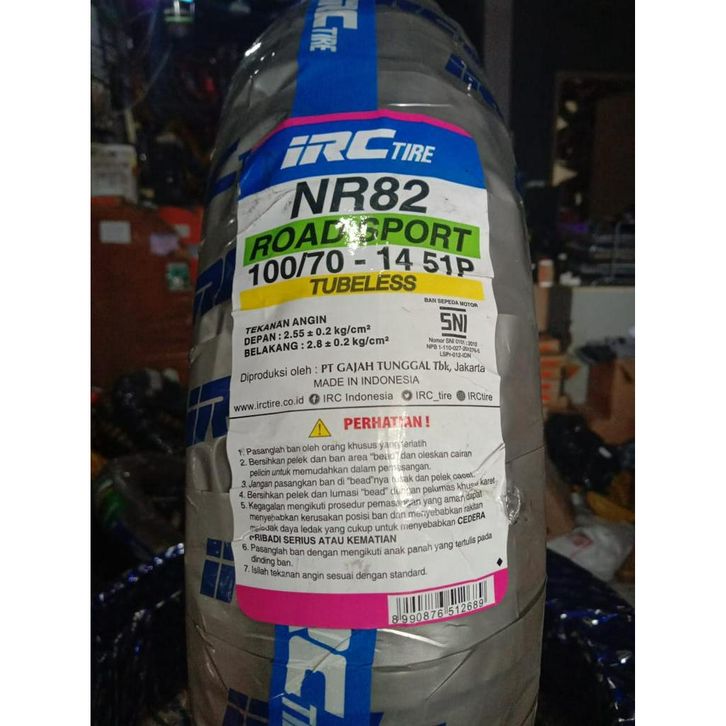 IRC TIRE
IRC TIRE
NR82
ROAD SPORT
100/70 - 14 51P
TUBELESS
TEKANAN ANGIN
DEPAN : 2.55 ± 0.2 kg/cm²
BELAKANG : 2.8 ± 0.2 kg/cm²
BAN SEPEDA MOTOR
SNI
Diproduksi oleh : PT GAJAH TUNGGAL Tbk, Jakarta
MADE IN INDONESIA
www.irctire.co.id IRC Indonesia IRC_tire IRCtire
PERHATIAN !
1. Pasanglah ban oleh orang khusus yang terlatih
2. Bersihkan pelek dan ban area "bead" dan oleskan cairan
pelicin untuk memudahkan dalam pemasangan.
3. Jangan pasangkan ban di "bead"nya rusak dan pelek
4. Bersihkan pelek dan lumasi "bead" dengan pelumas khusus karet
5. Kegagalan mengikuti prosedur pemasangan yang aman dapat
menyebabkan kerusakan posisi ban dan menyebabkan rakitan
daya ledak yang cukup untuk menyebabkan CEDERA
PRIBADI SERIUS ATAU KEMATIAN
6. Pasanglah ban dengan mengikuti anak panah yang tertulis pada
dinding ban.
7. Isilah tekanan angin sesuai dengan standard.
8 990876 512689